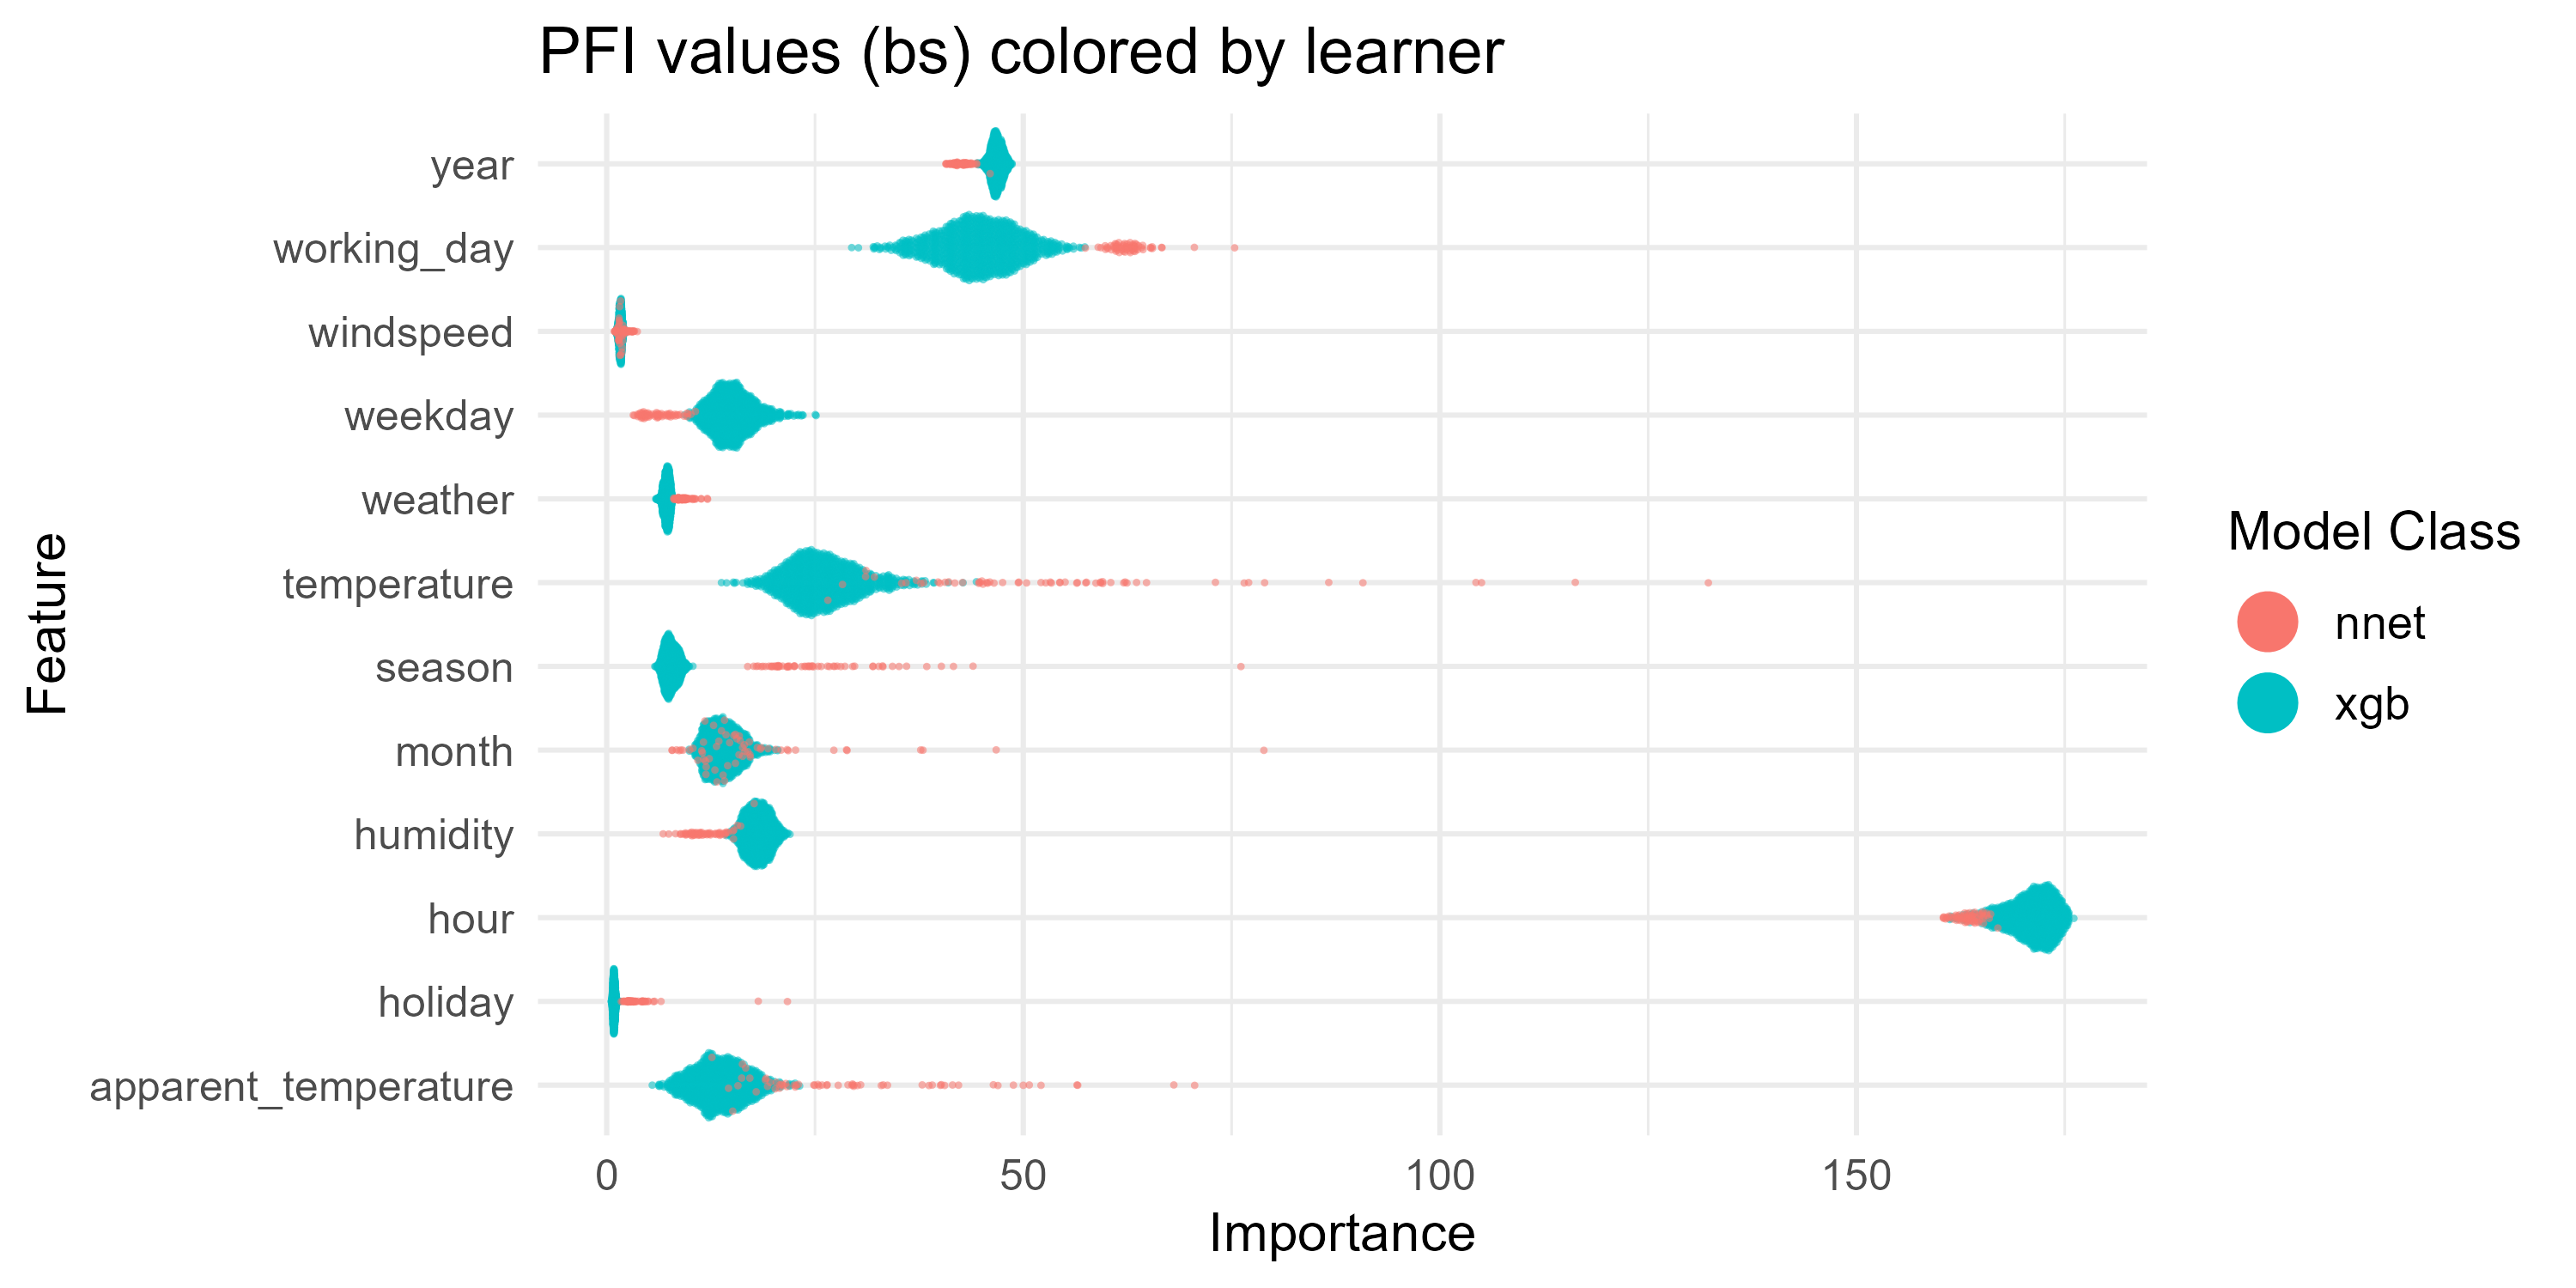 PFI values (bs) colored by learner
Feature
year
working_day
windspeed
weekday
weather
temperature
season
month
humidity
hour
holiday
apparent_temperature
0 50 100 150
Importance
Model Class
nnet
xgb